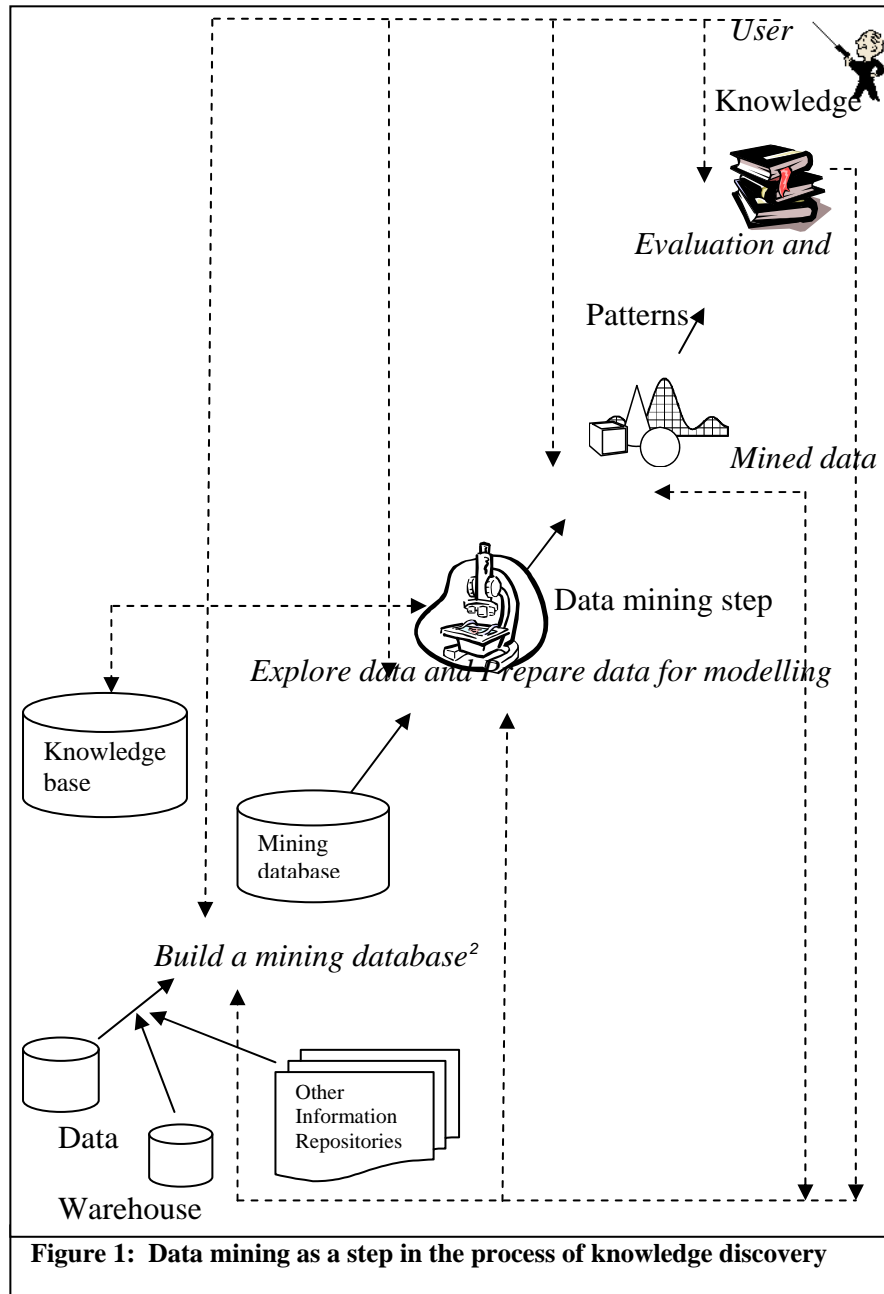 User
Knowledge
Evaluation and
Patterns
Mined data
Data mining step
Explore data and Prepare data for modelling
Knowledge
base
Mining
database
Build a mining database²
Other
Information
Repositories
Data
Warehouse
Figure 1: Data mining as a step in the process of knowledge discovery